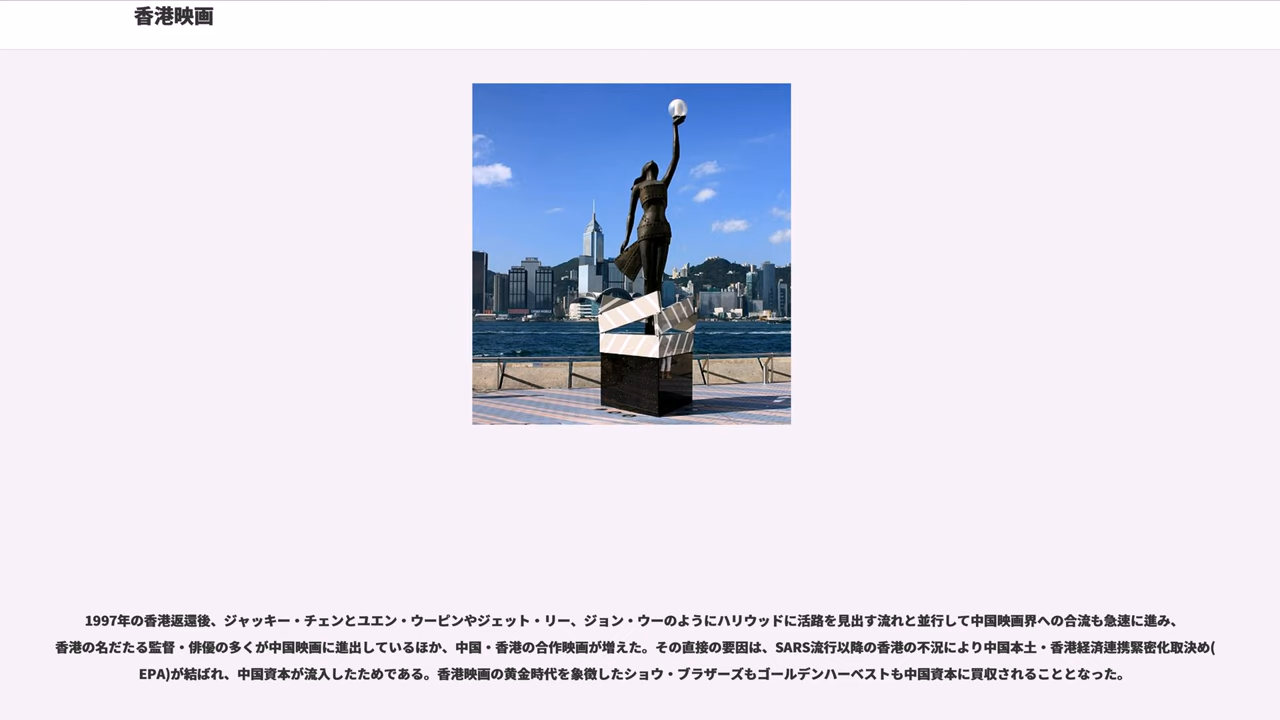 香港映画
1997年の香港返還後、ジャッキー・チェンとユエン・ウーピンやジェット・リー、ジョン・ウーのようにハリウッドに活路を見出す流れと並行して中国映画界への合流も急速に進み、
香港の名だたる監督・俳優の多くが中国映画に進出しているほか、中国・香港の合作映画が増えた。その直接の要因は、SARS流行以降の香港の不況により中国本土・香港経済連携緊密化取決め(
EPA)が結ばれ、中国資本が流入したためである。香港映画の黄金時代を象徴したショウ・ブラザーズもゴールデンハーベストも中国資本に買収されることとなった。